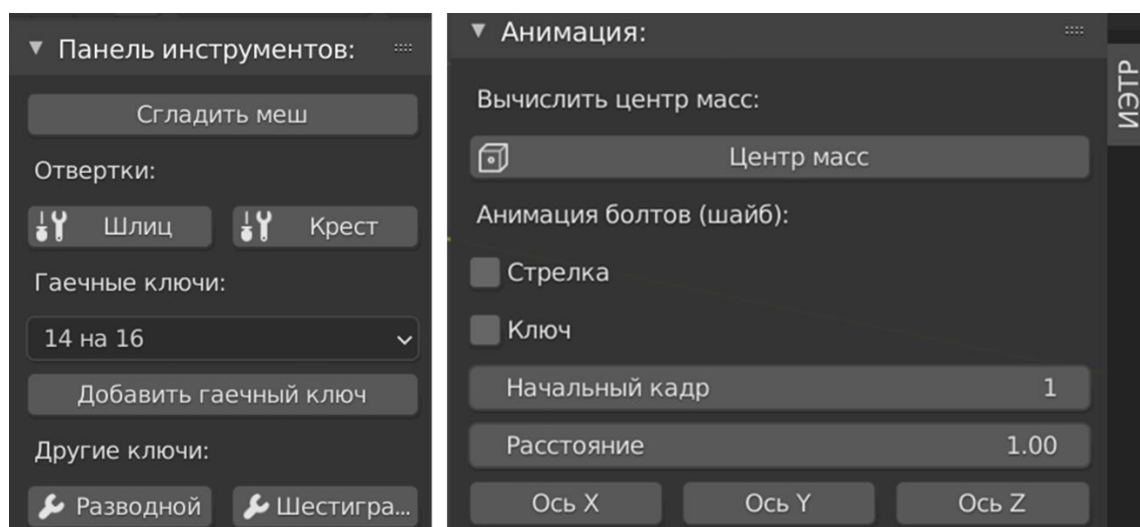 Панель инструментов:
Сгладить меш
Отвертки:
Шлиц Крест
Гаечные ключи:
14 на 16
Добавить гаечный ключ
Другие ключи:
Разводной Шестигра...
Анимация:
Вычислить центр масс:
Центр масс
Анимация болтов (шайб):
Стрелка
Ключ
Начальный кадр 1
Расстояние 1.00
Ось X Ось Y Ось Z
ИЭТР